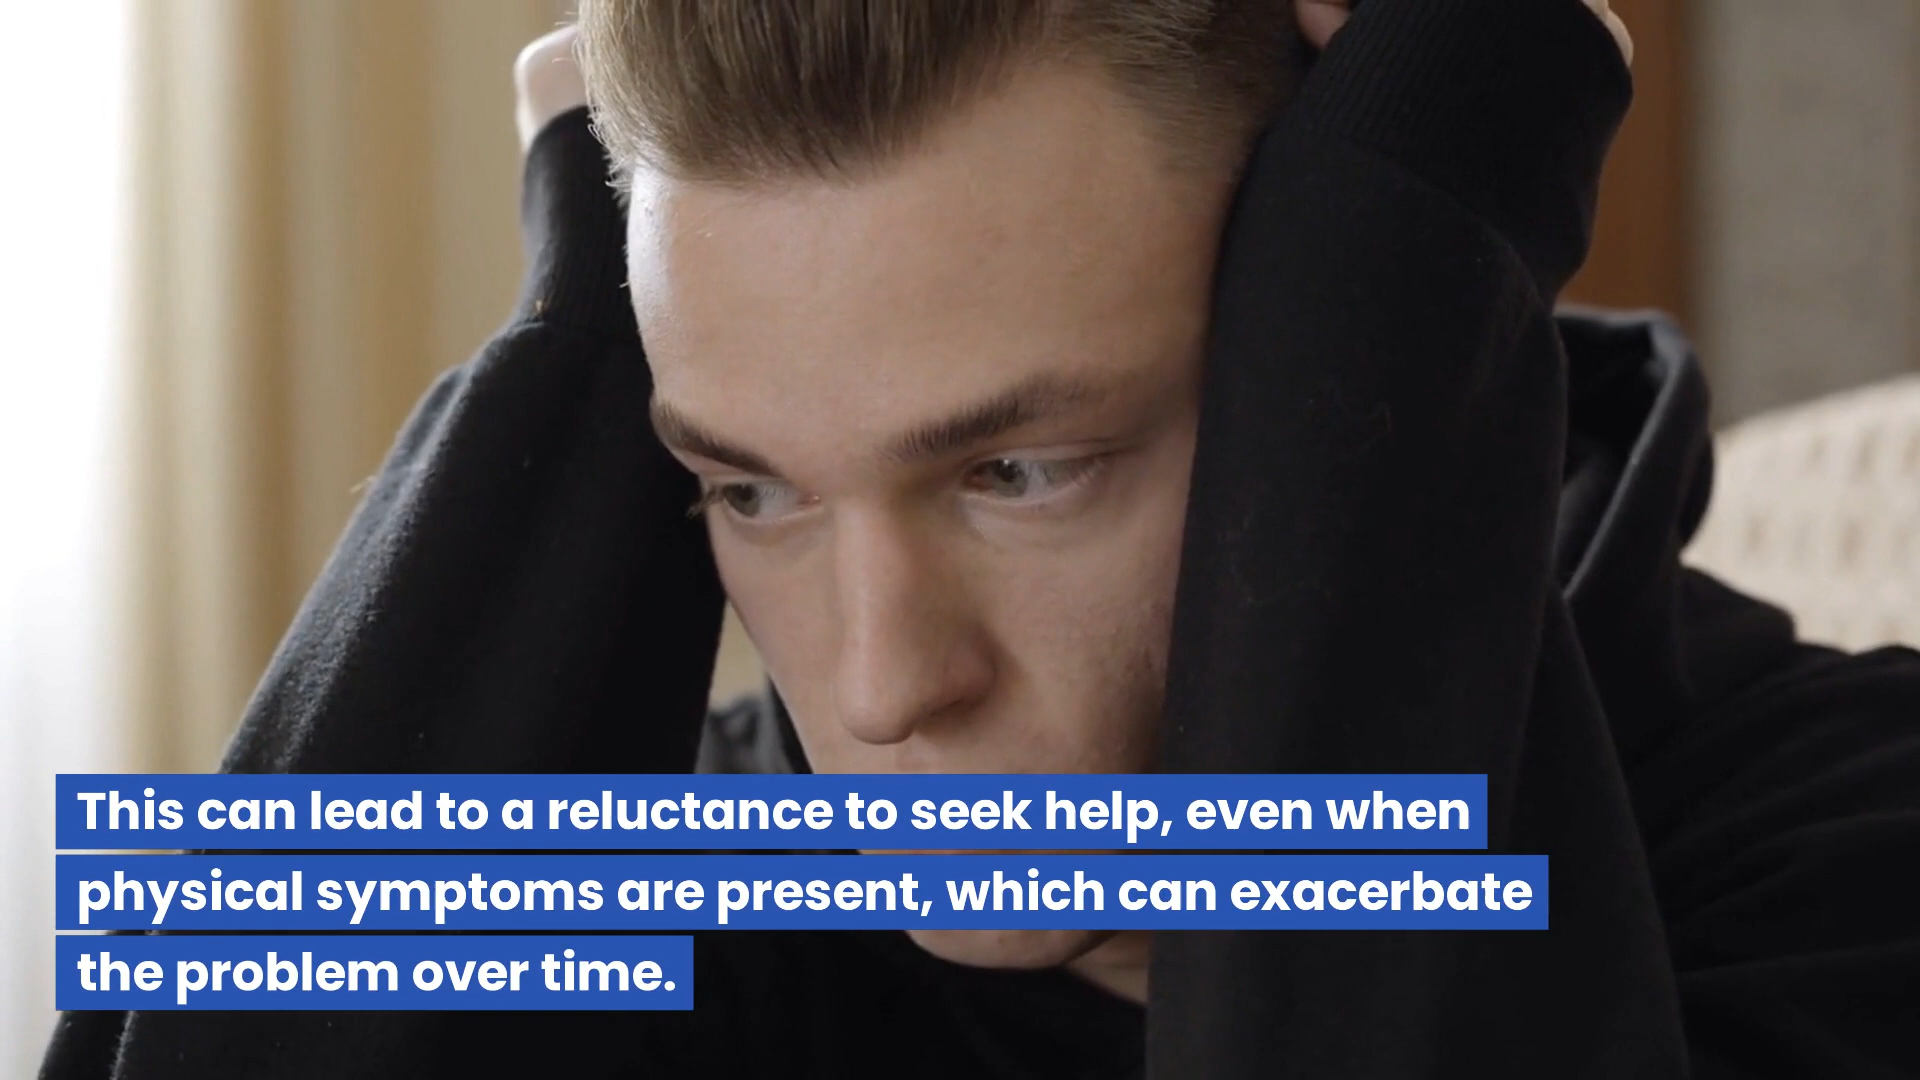 This can lead to a reluctance to seek help, even when
physical symptoms are present, which can exacerbate
the problem over time.